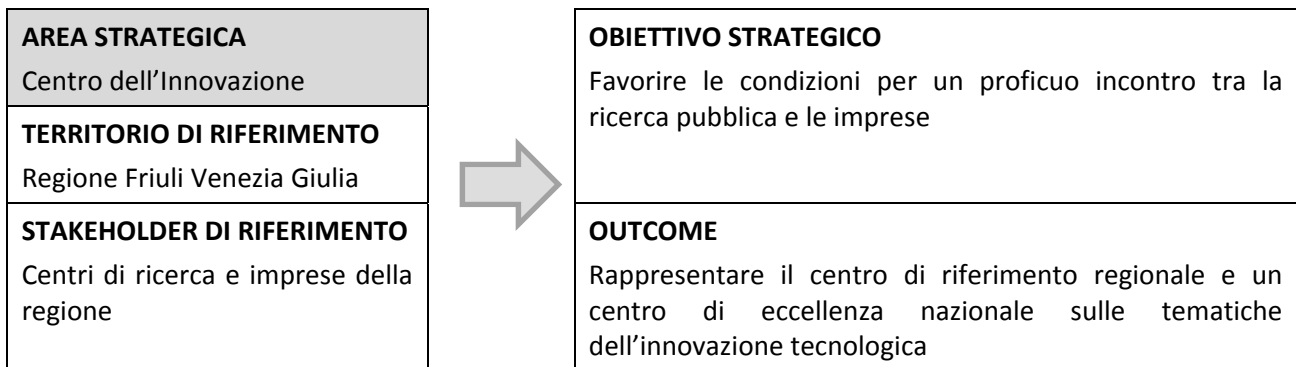 AREA STRATEGICA
Centro dell’Innovazione
TERRITORIO DI RIFERIMENTO
Regione Friuli Venezia Giulia
STAKEHOLDER DI RIFERIMENTO
Centri di ricerca e imprese della
regione
OBIETTIVO STRATEGICO
Favorire le condizioni per un proficuo incontro tra la
ricerca pubblica e le imprese
OUTCOME
Rappresentare il centro di riferimento regionale e un
centro di eccellenza nazionale sulle tematiche
dell’innovazione tecnologica